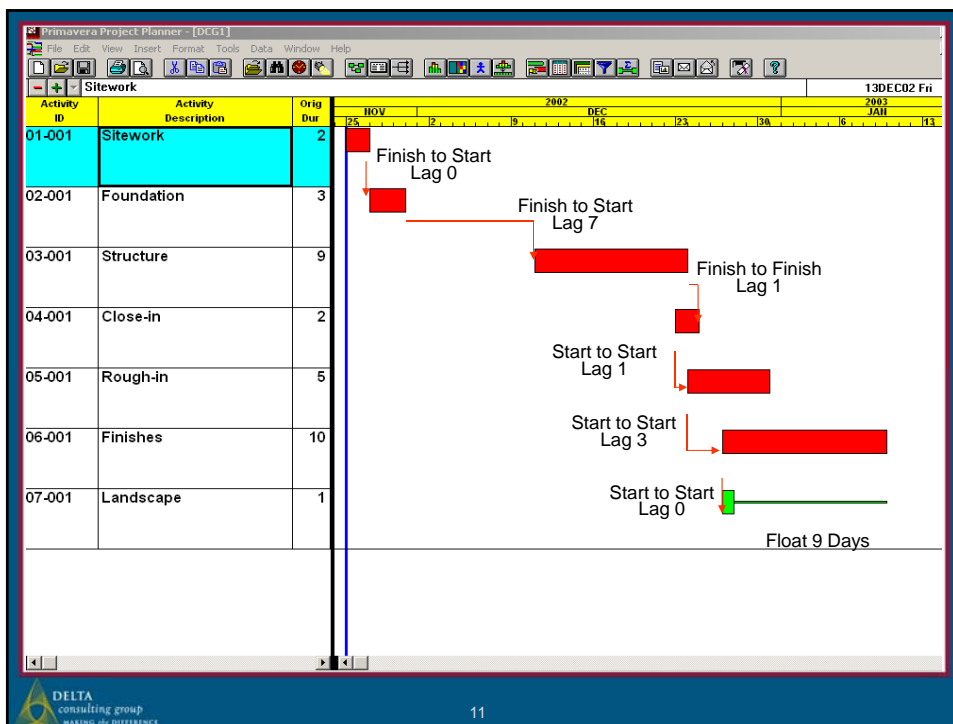 Primavera Project Planner - [DCG1]
File Edit View Insert Format Tools Data Window Help
Sitework 13DEC02 Fri
Activity ID Activity Description Orig Dur 2002 2003
NOV DEC JAN
25 2 9 16 23 30 6 13
01-001 Sitework 2
Finish to Start
Lag 0
02-001 Foundation 3
Finish to Start
Lag 7
03-001 Structure 9
Finish to Finish
Lag 1
04-001 Close-in 2
Start to Start
Lag 1
05-001 Rough-in 5
Start to Start
Lag 3
06-001 Finishes 10
07-001 Landscape 1
Start to Start
Lag 0
Float 9 Days
DELTA
consulting group
MAKING the DIFFERENCE
11